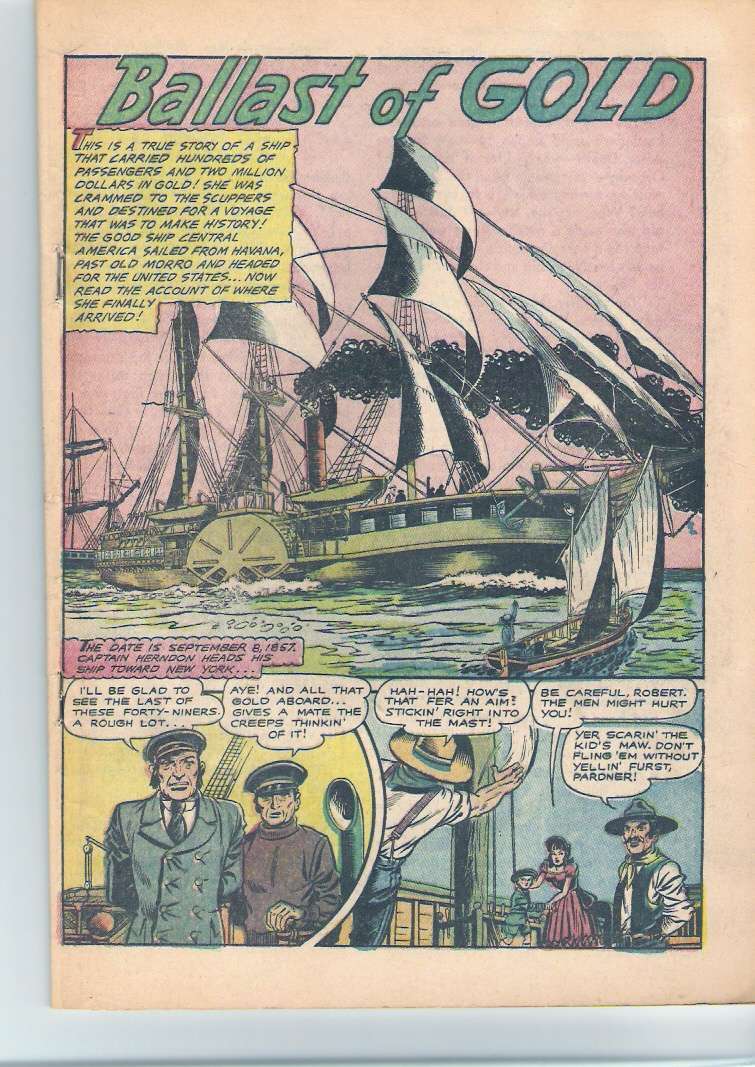 Ballast of GOLD
THIS IS A TRUE STORY OF A SHIP
THAT CARRIED HUNDREDS OF
PASSENGERS AND TWO MILLION
DOLLARS IN GOLD! SHE WAS
CRAMMED TO THE SCUPPERS
AND DESTINED FOR A VOYAGE
THAT WAS TO MAKE HISTORY!
THE GOOD SHIP CENTRAL
AMERICA SAILED FROM HAVANA,
PAST OLD MORRO AND HEADED
FOR THE UNITED STATES... NOW
READ THE ACCOUNT OF WHERE
SHE FINALLY
ARRIVED!
THE DATE IS SEPTEMBER 8, 1857.
CAPTAIN HERNDON HEADS HIS
SHIP TOWARD NEW YORK...
I'LL BE GLAD TO
SEE THE LAST OF
THESE FORTY-NINERS.
A ROUGH LOT...
AYE! AND ALL THAT
GOLD ABOARD...
GIVES A MATE THE
CREEPS THINKIN'
OF IT!
HAH-HAH! HOW'S
THAT FER AN AIM?
STICKIN' RIGHT INTO
THE MAST!
BE CAREFUL, ROBERT.
THE MEN MIGHT HURT
YOU!
YER SCARIN' THE
KID'S MAW. DON'T
FLING 'EM WITHOUT
YELLIN' FURST,
PARDNER!